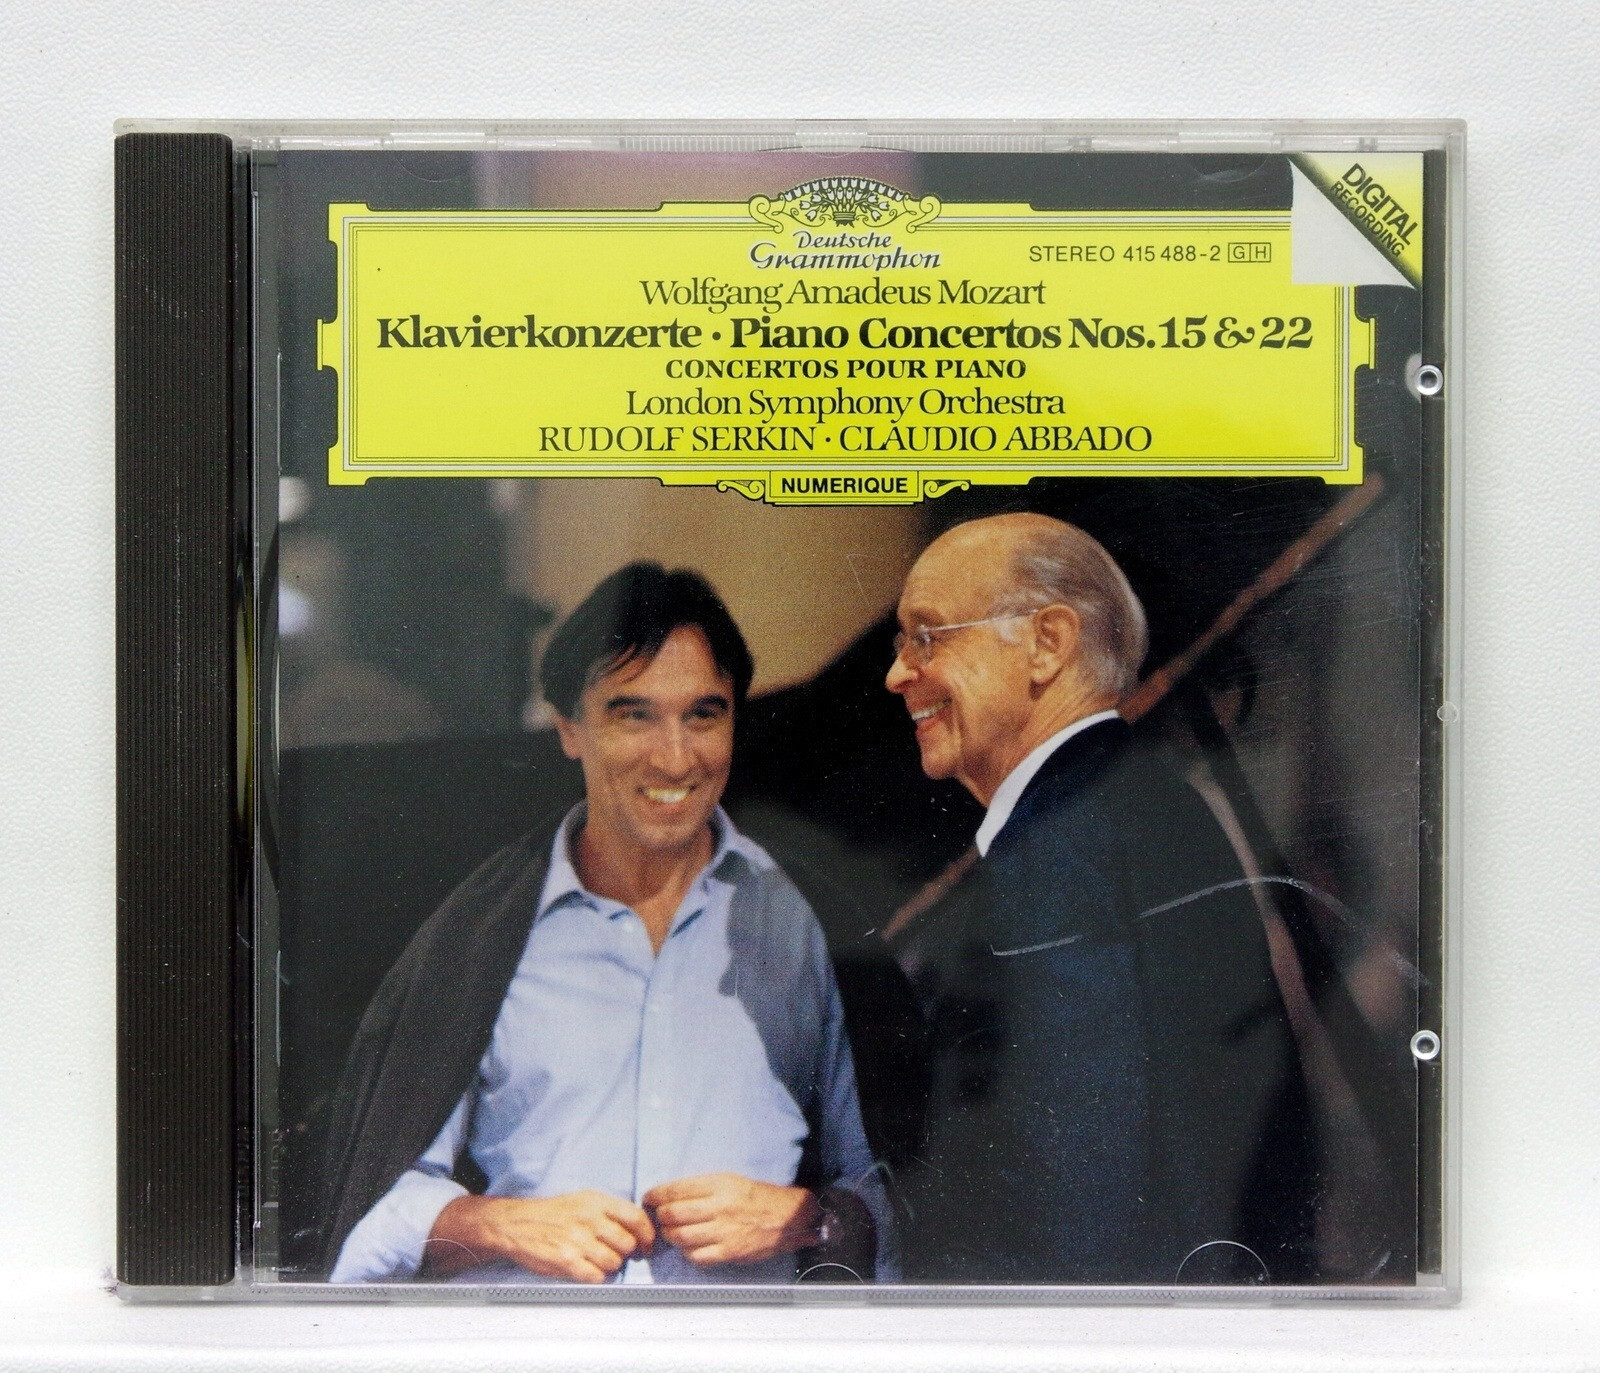 DIGITAL
RECORDING
Deutsche
Grammophon
STEREO 415 488-2 GH
Wolfgang Amadeus Mozart
Klavierkonzerte · Piano Concertos Nos. 15 & 22
CONCERTOS POUR PIANO
London Symphony Orchestra
RUDOLF SERKIN · CLAUDIO ABBADO
NUMERIQUE